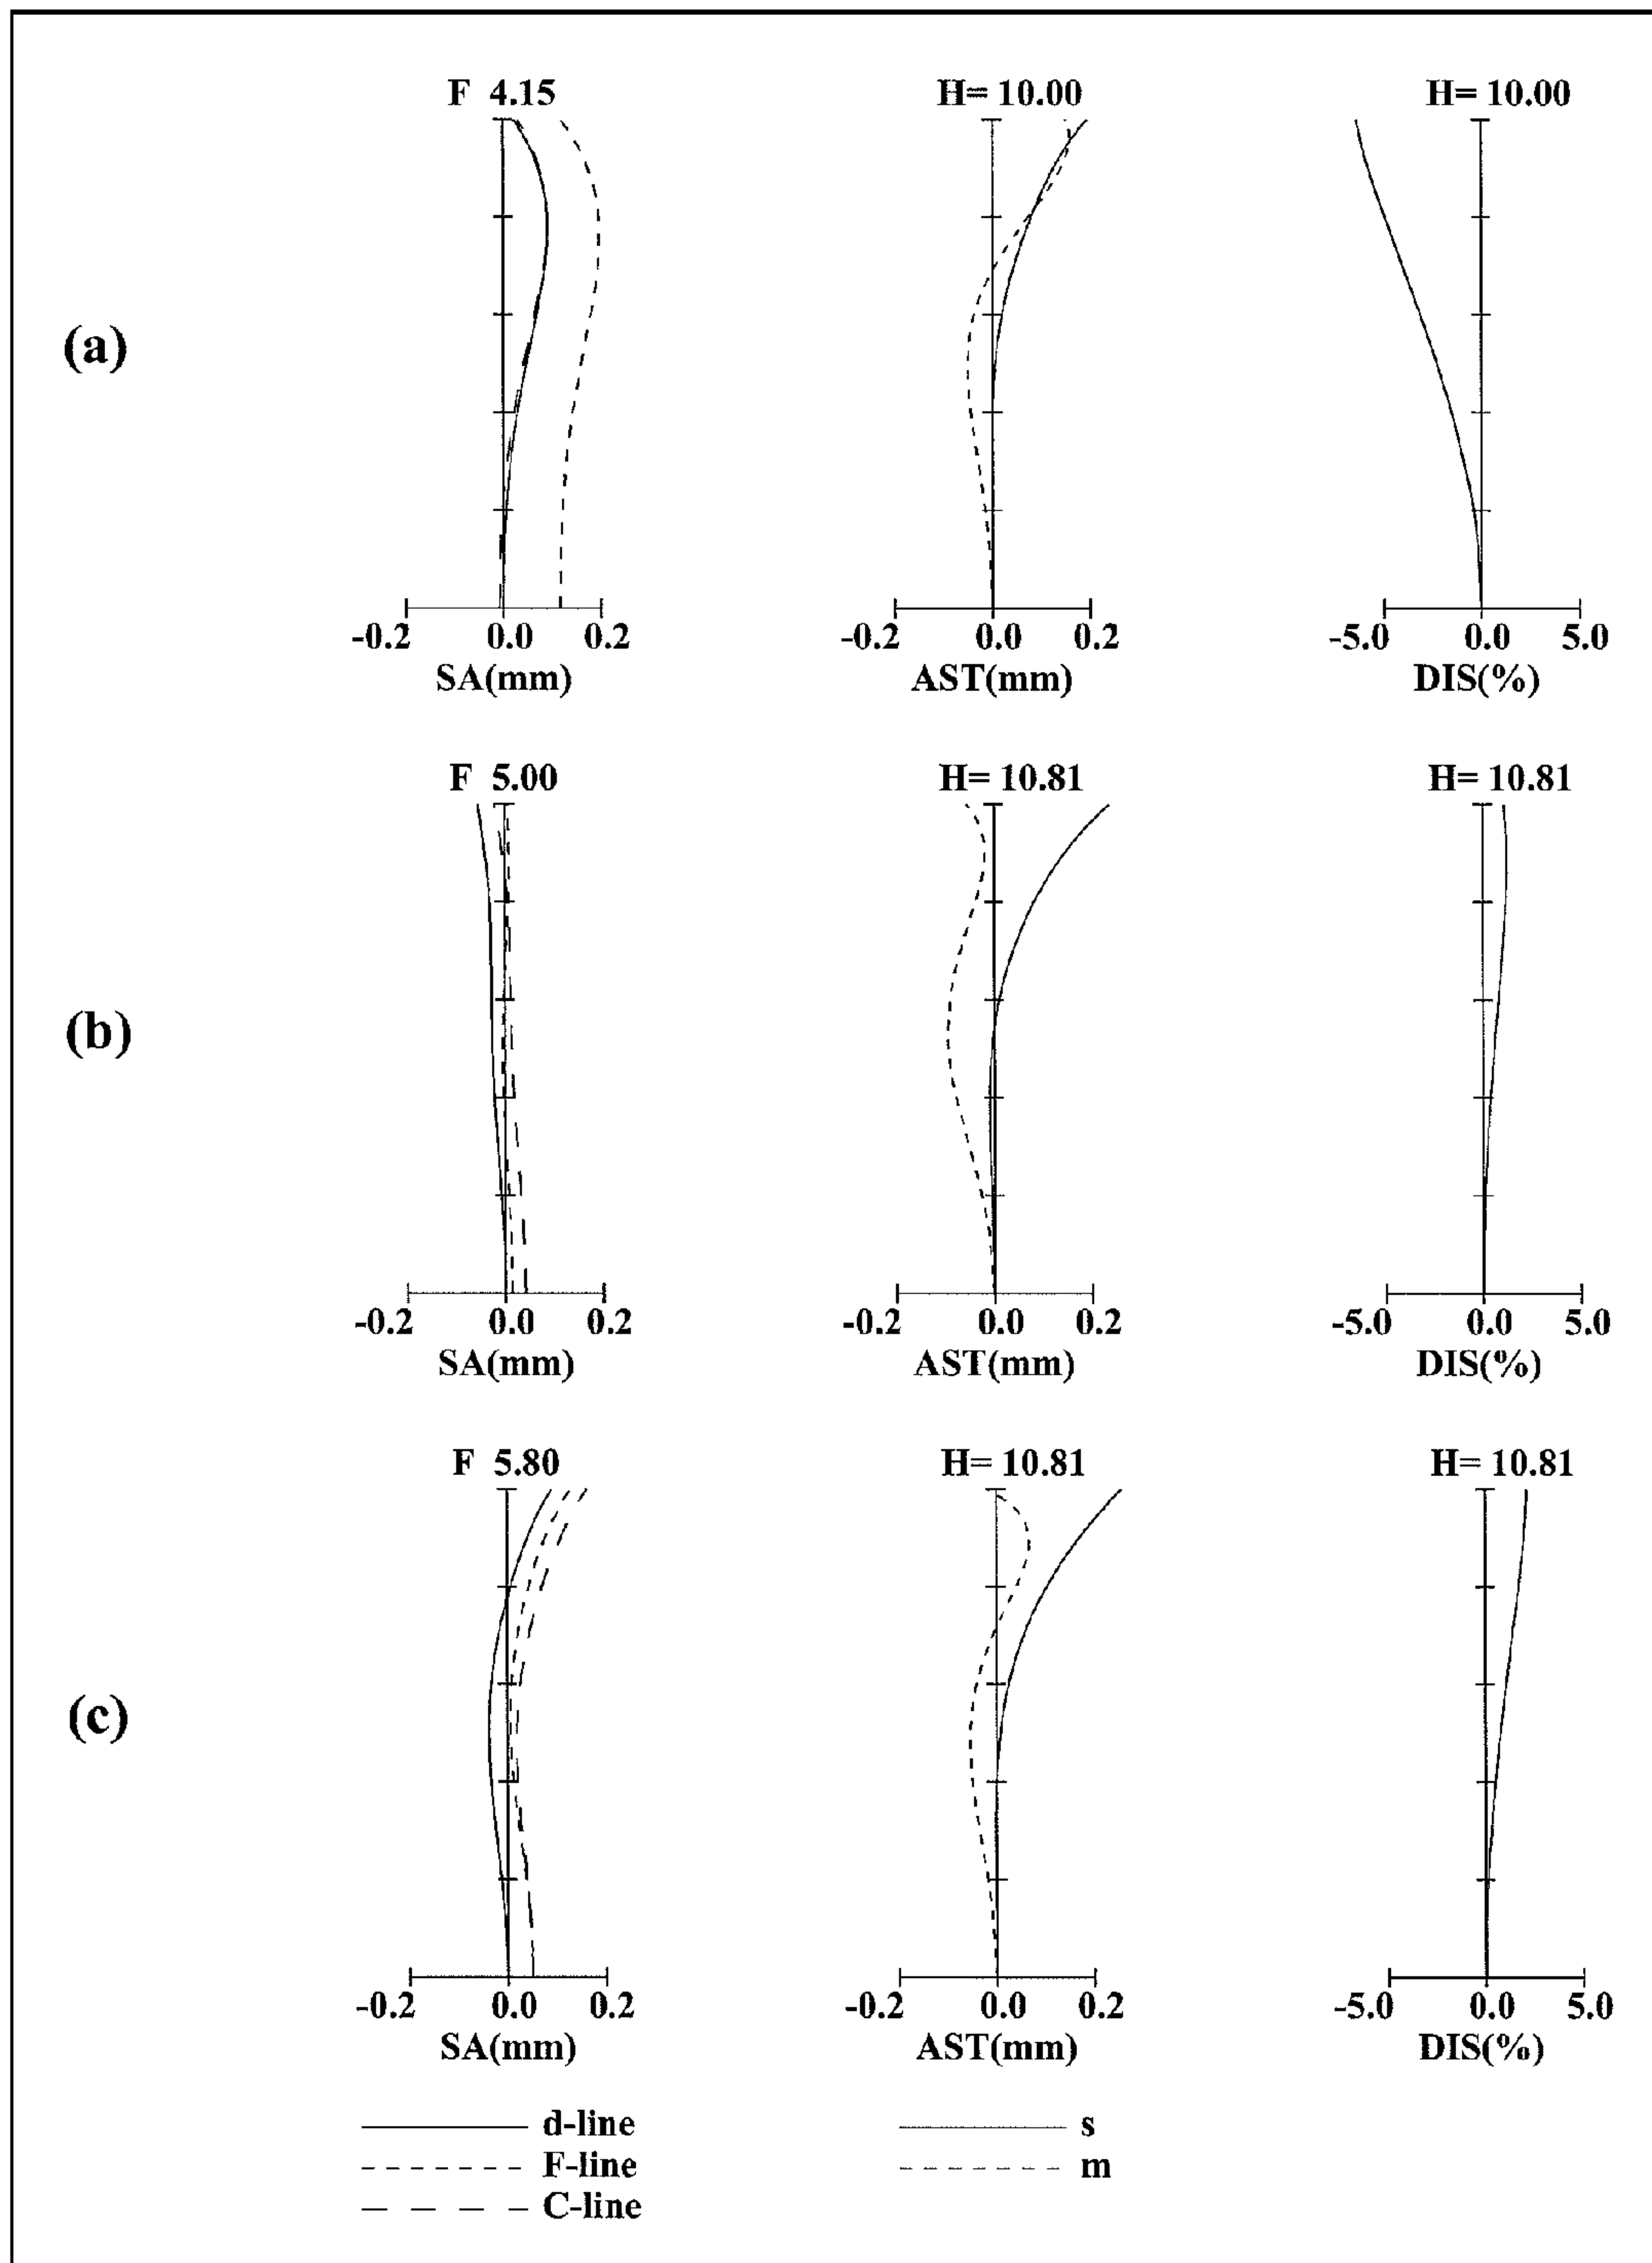 F 4.15 H= 10.00 H= 10.00
(a)
-0.2 0.0 0.2 -0.2 0.0 0.2 -5.0 0.0 5.0
SA(mm) AST(mm) DIS(%)
F 5.00 H= 10.81 H= 10.81
(b)
-0.2 0.0 0.2 -0.2 0.0 0.2 -5.0 0.0 5.0
SA(mm) AST(mm) DIS(%)
F 5.80 H= 10.81 H= 10.81
(c)
-0.2 0.0 0.2 -0.2 0.0 0.2 -5.0 0.0 5.0
SA(mm) AST(mm) DIS(%)
d-line s
F-line m
C-line